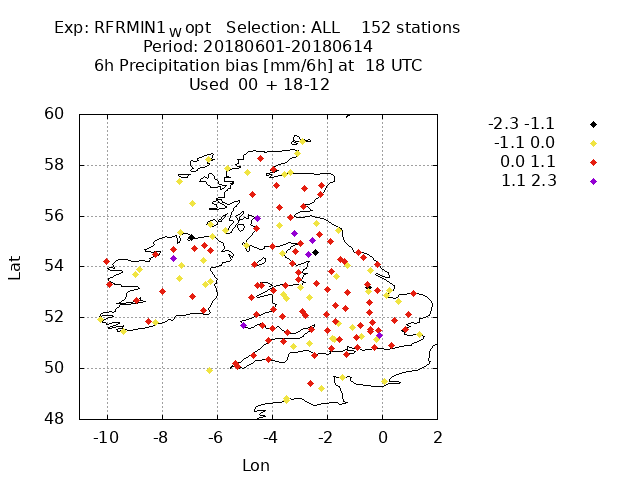 Exp: RFRMIN1Wopt Selection: ALL 152 stations
Period: 20180601-20180614
6h Precipitation bias [mm/6h] at 18 UTC
Used 00 + 18-12
-2.3 -1.1
-1.1 0.0
0.0 1.1
1.1 2.3
60
58
56
54
52
50
48
Lat
-10 -8 -6 -4 -2 0 2
Lon